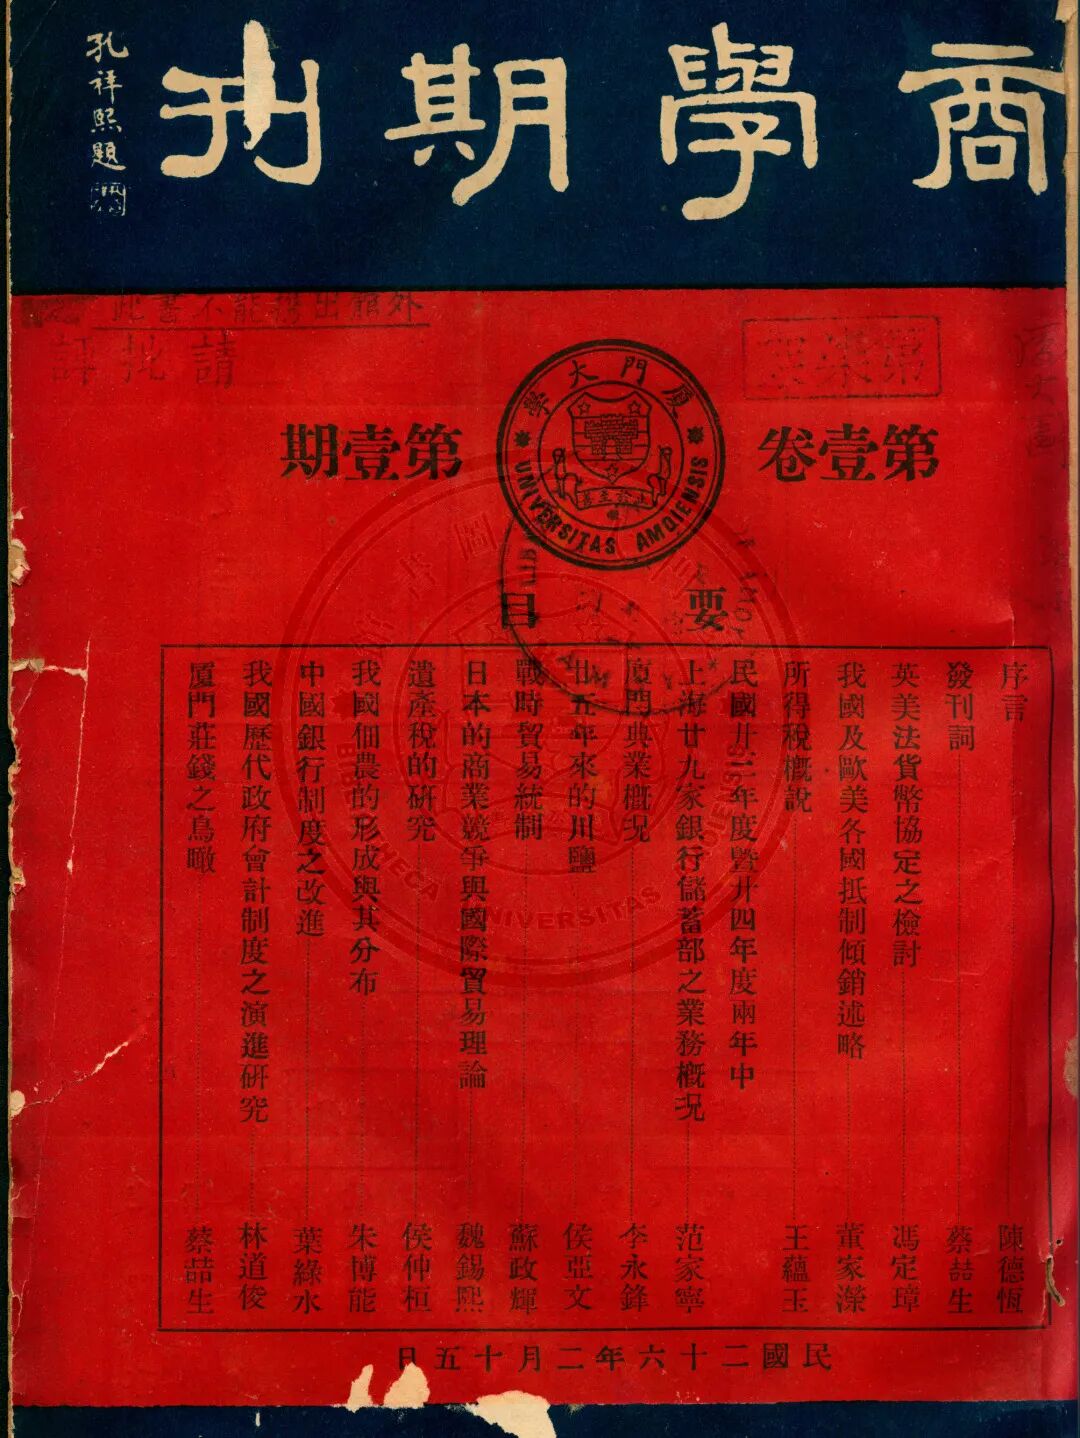 商學期刊
孔祥熙題
此書不能攜出館外
請批評
第壹卷
第壹期
廈門大學
UNIVERSITAS AMOIENSIS
要目
序言 陳德恆
發刊詞 蔡喆生
英美法貨幣協定之檢討 馮定璋
我國及歐美各國抵制傾銷述略 董家濚
所得稅概說 王蘊玉
民國廿三年度暨廿四年度兩年中
上海廿九家銀行儲蓄部之業務概況 范家寧
廈門典業概況 李永鋒
廿五年來的川鹽 侯亞文
戰時貿易統制 蘇政輝
日本的商業競爭與國際貿易理論 魏錫熙
遺產稅的研究 侯仲桓
我國佃農的形成與其分布 朱博能
中國銀行制度之改進 葉綠水
我國歷代政府會計制度之演進研究 林道俊
廈門莊錢之鳥瞰 蔡喆生
民國二十六年二月十五日